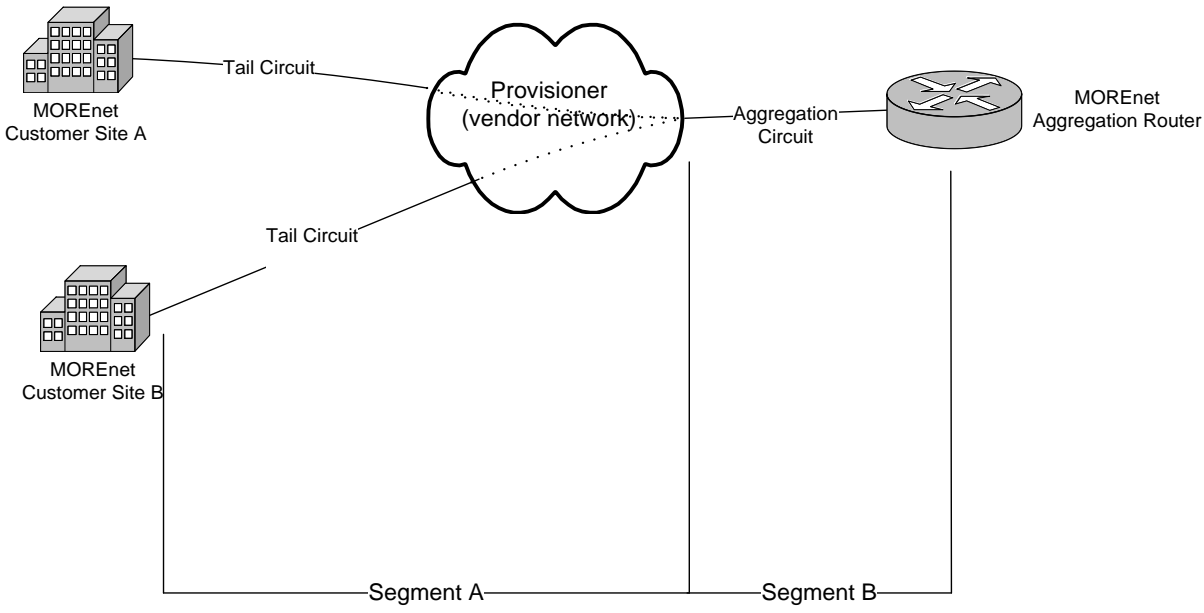 MOREnet
Customer Site A
Tail Circuit
Provisioner
(vendor network)
Aggregation
Circuit
MOREnet
Aggregation Router
Tail Circuit
MOREnet
Customer Site B
Segment A
Segment B